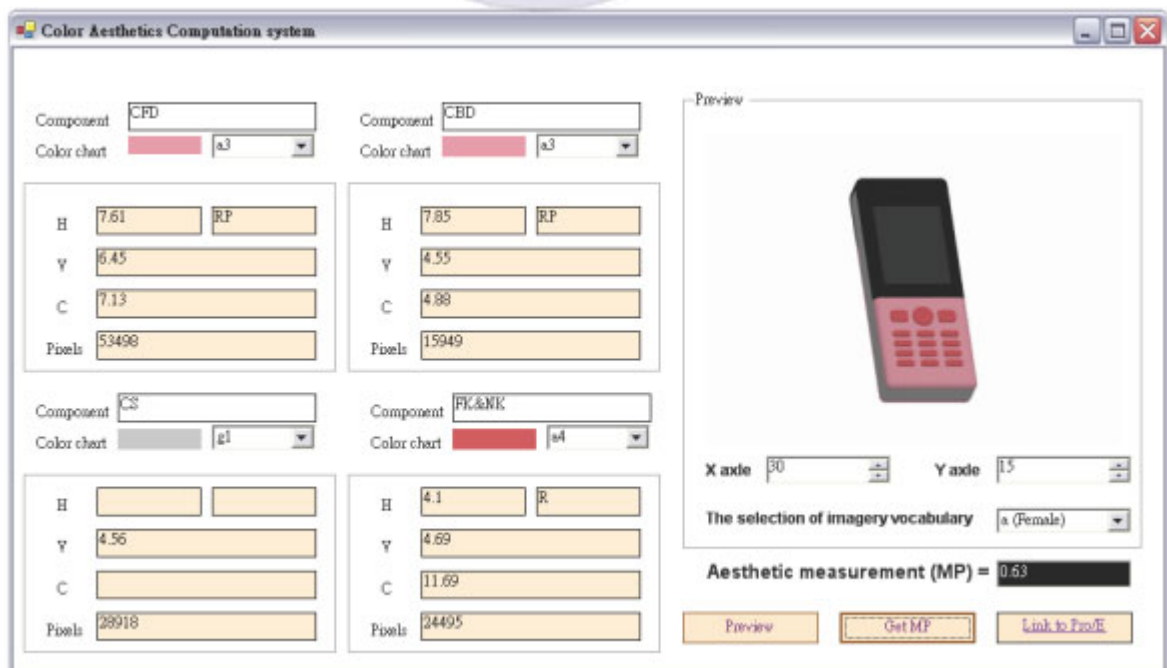 Color Aesthetics Computation system
Component CFD
Color chart a3
H 7.61 RP
V 6.45
C 7.13
Pixels 53498
Component CBD
Color chart a3
H 7.85 RP
V 4.55
C 4.88
Pixels 15949
Component CS
Color chart g1
H
V 4.56
C
Pixels 28918
Component FK&NK
Color chart a4
H 4.1 R
V 4.69
C 11.69
Pixels 24495
Preview
X axle 30 Y axle 15
The selection of imagery vocabulary a (Female)
Aesthetic measurement (MP) = 0.63
Preview Get MP Link to Pro/E